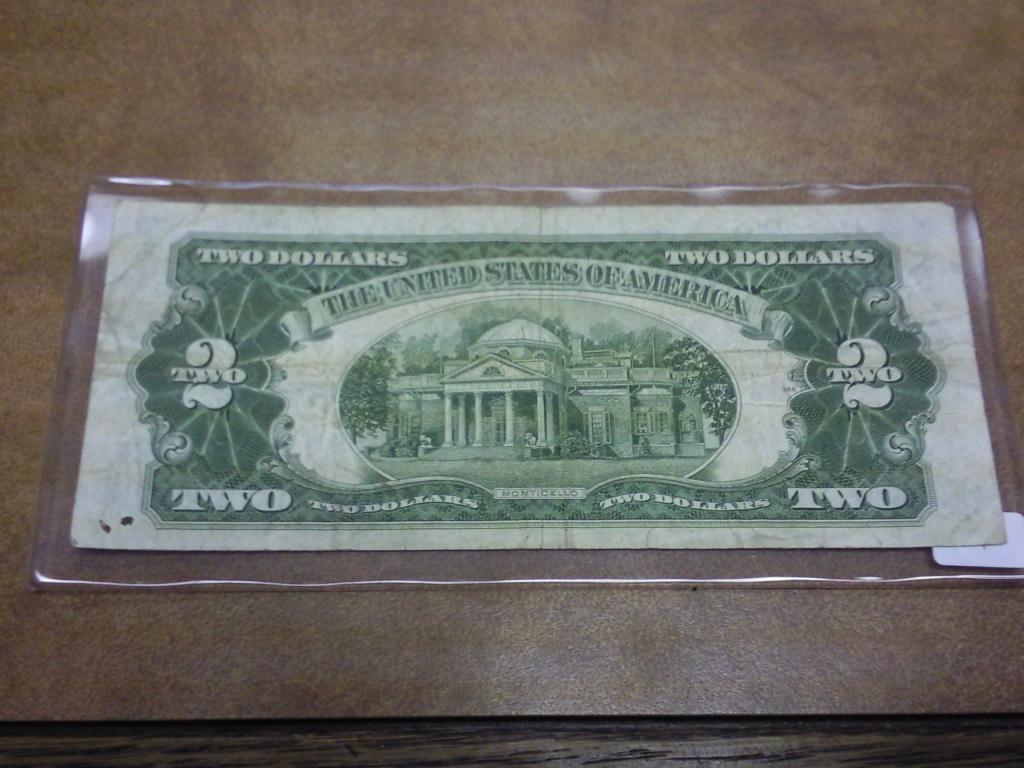 TWO DOLLARS TWO DOLLARS
THE UNITED STATES OF AMERICA
2 TWO 2 TWO
MONTICELLO
TWO TWO DOLLARS TWO DOLLARS TWO